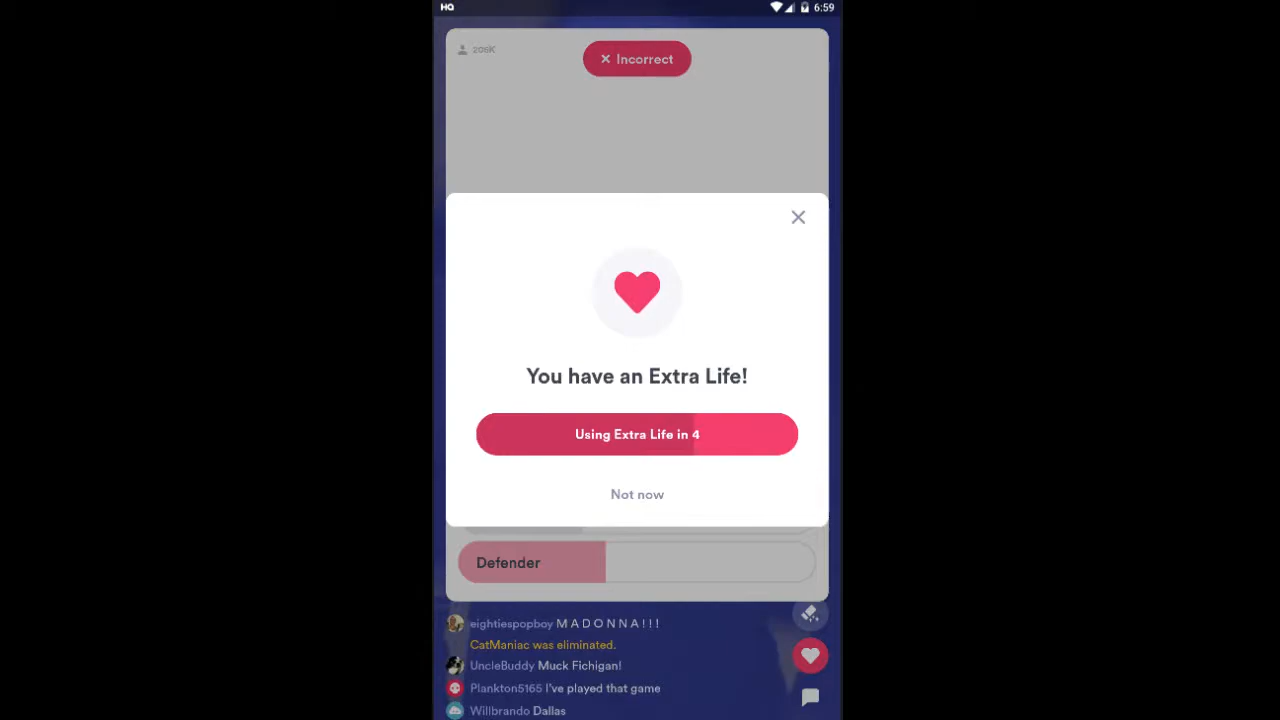 HQ
6:59
206K
× Incorrect
You have an Extra Life!
Using Extra Life in 4
Not now
Defender
eightiespopboy M A D O N N A ! ! !
CatManiac was eliminated.
UncleBuddy Muck Fichigan!
Plankton5165 I've played that game
Willbrando Dallas